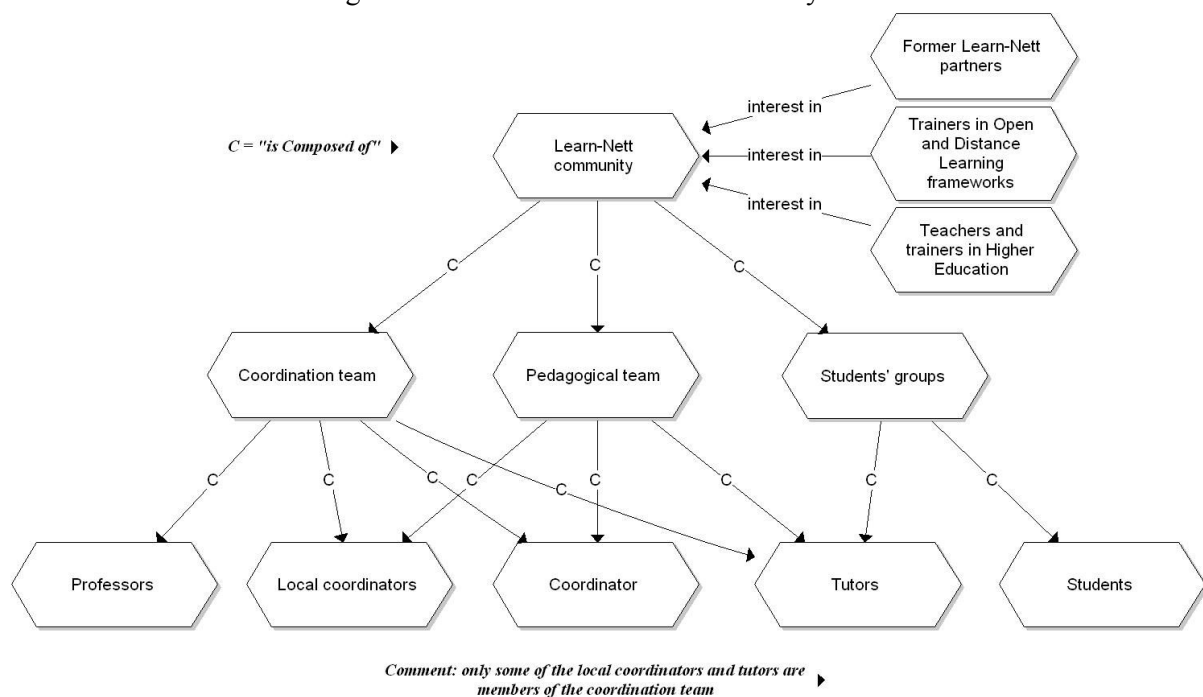 Former Learn-Nett
partners
interest in
C = "is Composed of"
Learn-Nett
community
interest in
Trainers in Open
and Distance
Learning
frameworks
interest in
Teachers and
trainers in Higher
Education
C
C
C
Coordination team
Pedagogical team
Students' groups
C
C
C
C
C
C
C
C
C
Professors
Local coordinators
Coordinator
Tutors
Students
Comment: only some of the local coordinators and tutors are
members of the coordination team